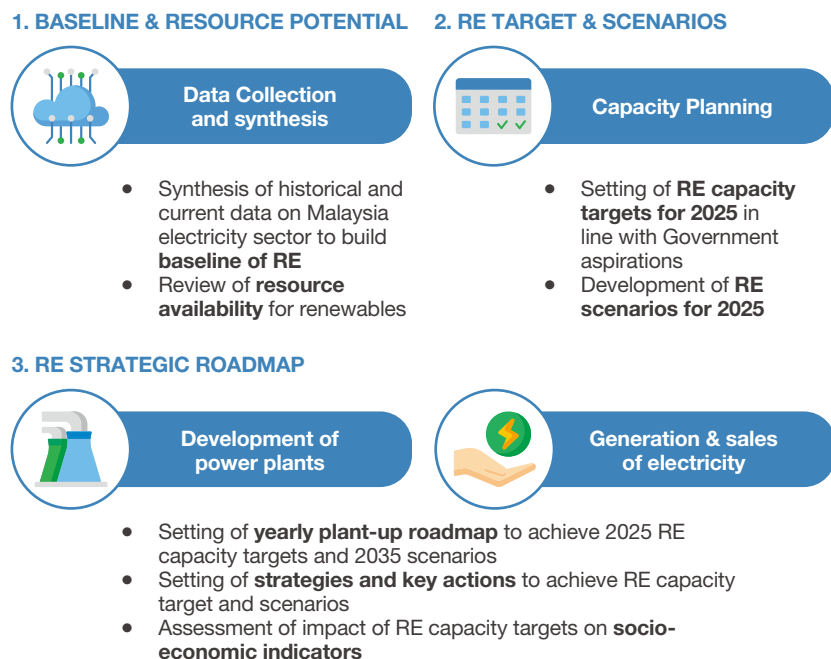 1. BASELINE & RESOURCE POTENTIAL
Data Collection
and synthesis
● Synthesis of historical and
current data on Malaysia
electricity sector to build
baseline of RE
● Review of resource
availability for renewables
2. RE TARGET & SCENARIOS
Capacity Planning
● Setting of RE capacity
targets for 2025 in
line with Government
aspirations
● Development of RE
scenarios for 2025
3. RE STRATEGIC ROADMAP
Development of
power plants
Generation & sales
of electricity
● Setting of yearly plant-up roadmap to achieve 2025 RE
capacity targets and 2035 scenarios
● Setting of strategies and key actions to achieve RE capacity
target and scenarios
● Assessment of impact of RE capacity targets on socio-
economic indicators